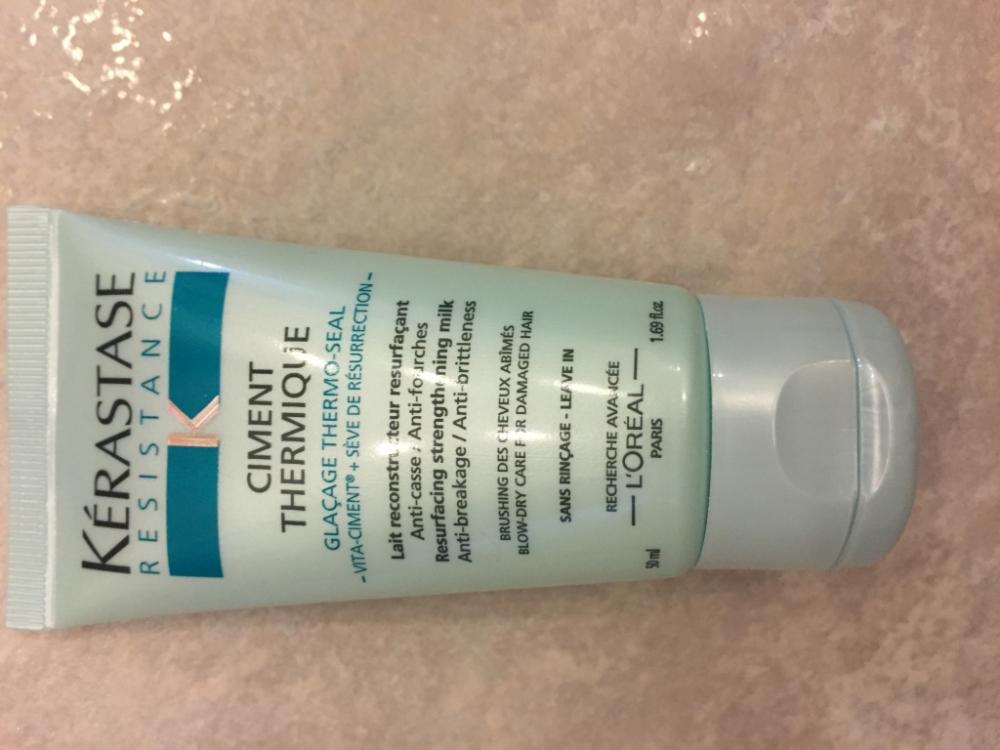 KÉRASTASE
RESISTANCE
CIMENT
THERMIQUE
GLAÇAGE THERMO-SEAL
- VITA-CIMENT® + SÈVE DE RÉSURRECTION -
Lait reconstructeur resurfaçant
Anti-casse / Anti-fourches
Resurfacing strengthening milk
Anti-breakage / Anti-brittleness
BRUSHING DES CHEVEUX ABÎMÉS
BLOW-DRY CARE FOR DAMAGED HAIR
SANS RINÇAGE - LEAVE IN
RECHERCHE AVANCÉE
L'ORÉAL
PARIS
50 ml 1.69 fl.oz